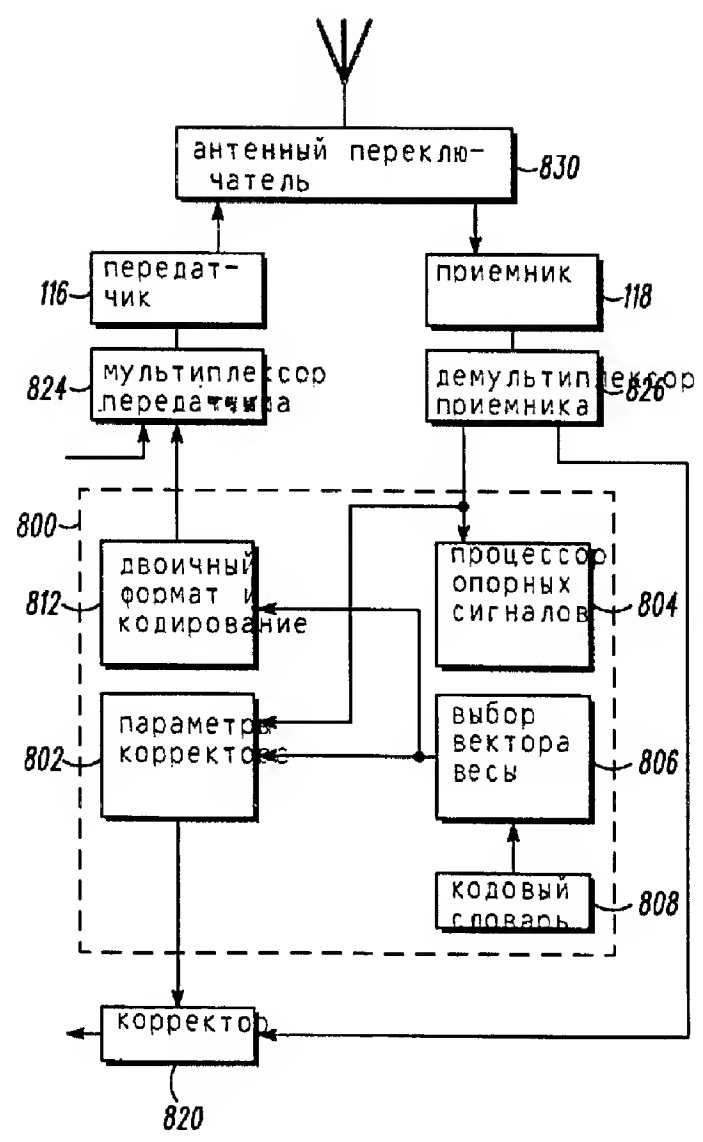 антенный переклю-
чатель
830
передат-
чик
116
приемник
118
мультиплексор
передатчика
824
демультиплексор
приемника
826
800
двоичный
формат и
кодирование
812
процессор
опорных
сигналов
804
параметры
802
выбор
вектора
весы
806
кодовый
словарь
808
корректор
820